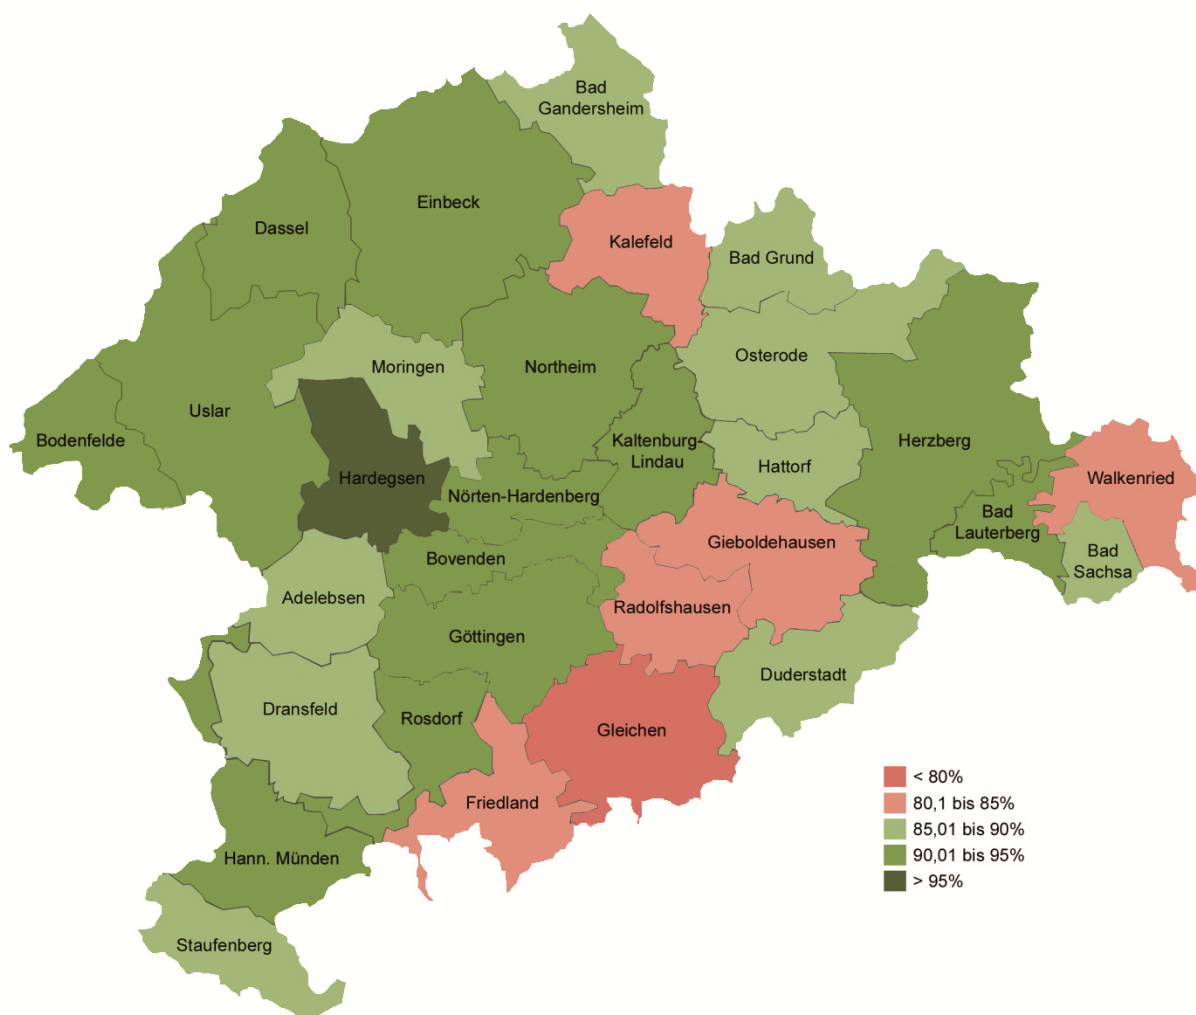 Bad
Gandersheim
Einbeck
Dassel
Kalefeld
Bad Grund
Osterode
Moringen
Northeim
Uslar
Bodenfelde
Kaltenburg-
Lindau
Herzberg
Hattorf
Hardegsen
Nörten-Hardenberg
Walkenried
Bad
Lauterberg
Bad
Sachsa
Gieboldehausen
Bovenden
Adelebsen
Radolfshausen
Göttingen
Duderstadt
Dransfeld
Rosdorf
Gleichen
Friedland
Hann. Münden
Staufenberg
< 80%
80,1 bis 85%
85,01 bis 90%
90,01 bis 95%
> 95%